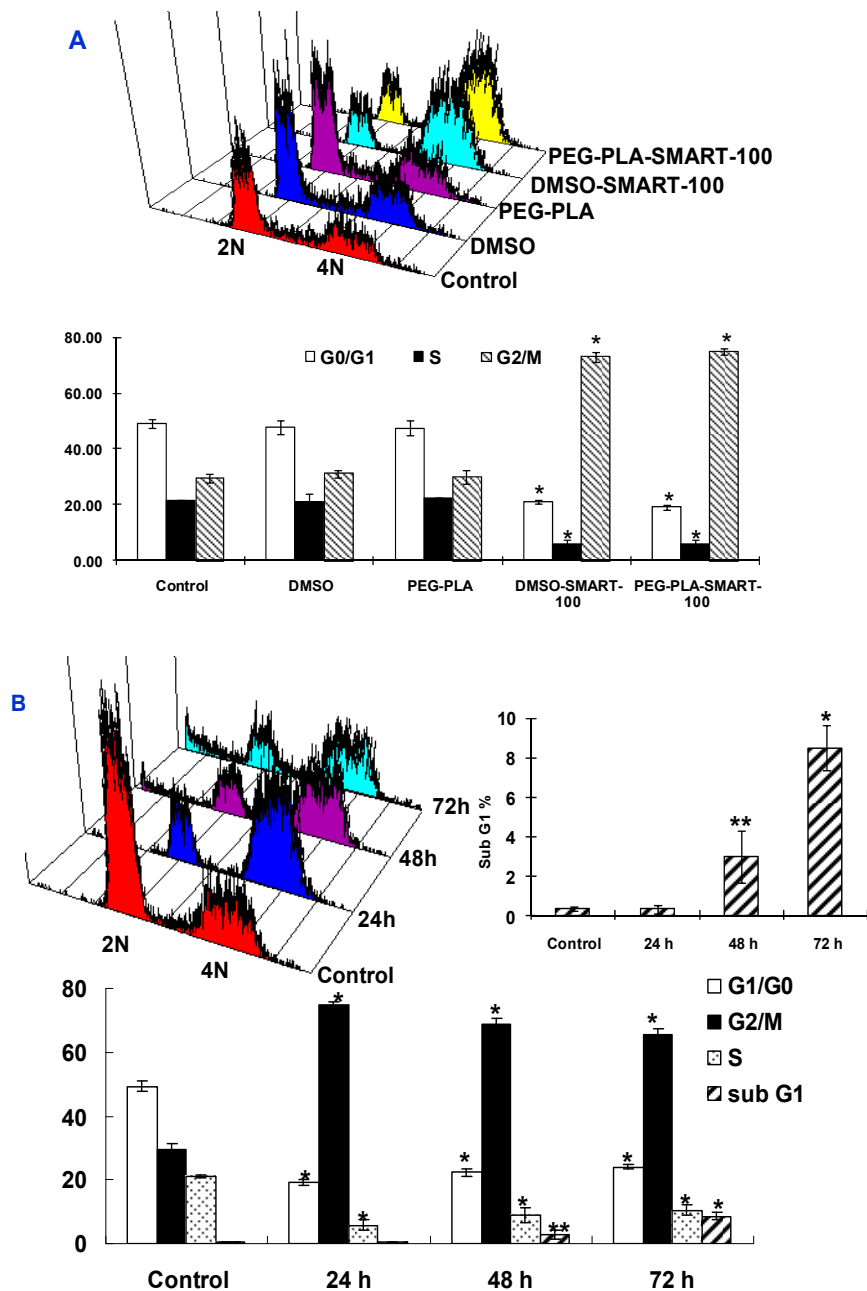 A
PEG-PLA-SMART-100
DMSO-SMART-100
PEG-PLA
DMSO
Control
2N
4N
80.00
60.00
40.00
20.00
0.00
G0/G1 S G2/M
* *
* * * *
Control DMSO PEG-PLA DMSO-SMART-100 PEG-PLA-SMART-100
B
72h
48h
24h
Control
2N
4N
Sub G1 %
10
8
6
4
2
0
**
*
Control 24 h 48 h 72 h
80
60
40
20
0
G1/G0
G2/M
S
sub G1
* * *
* * * * * ** * * *
Control 24 h 48 h 72 h